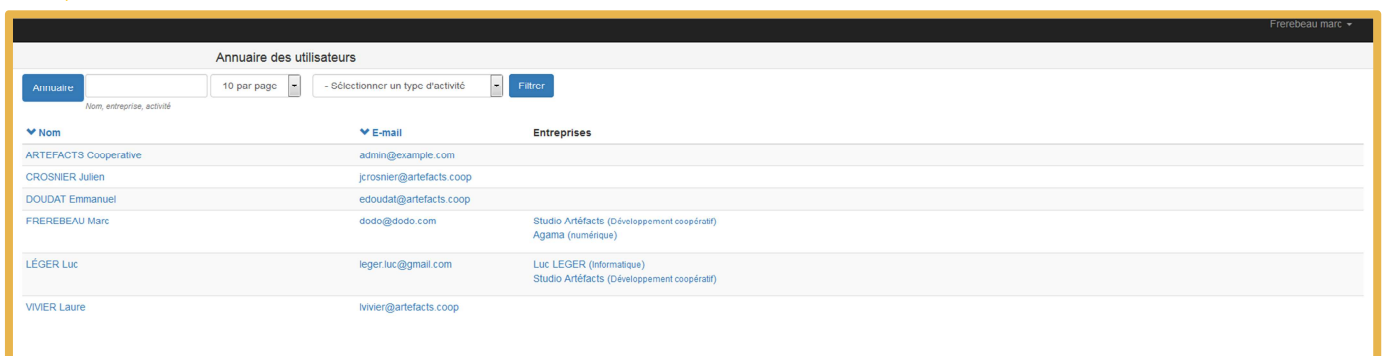 Frerebeau marc
Annuaire des utilisateurs
Annuaire 10 par page - Sélectionner un type d'activité Filtrer
Nom, entreprise, activité
Nom E-mail Entreprises
ARTEFACTS Cooperative admin@example.com
CROSNIER Julien jcrosnier@artefacts.coop
DOUDAT Emmanuel edoudat@artefacts.coop
FREREBEAU Marc dodo@dodo.com Studio Artéfacts (Développement coopératif)
Agama (numérique)
LÉGER Luc leger.luc@gmail.com Luc LEGER (Informatique)
Studio Artéfacts (Développement coopératif)
VIVIER Laure lvivier@artefacts.coop